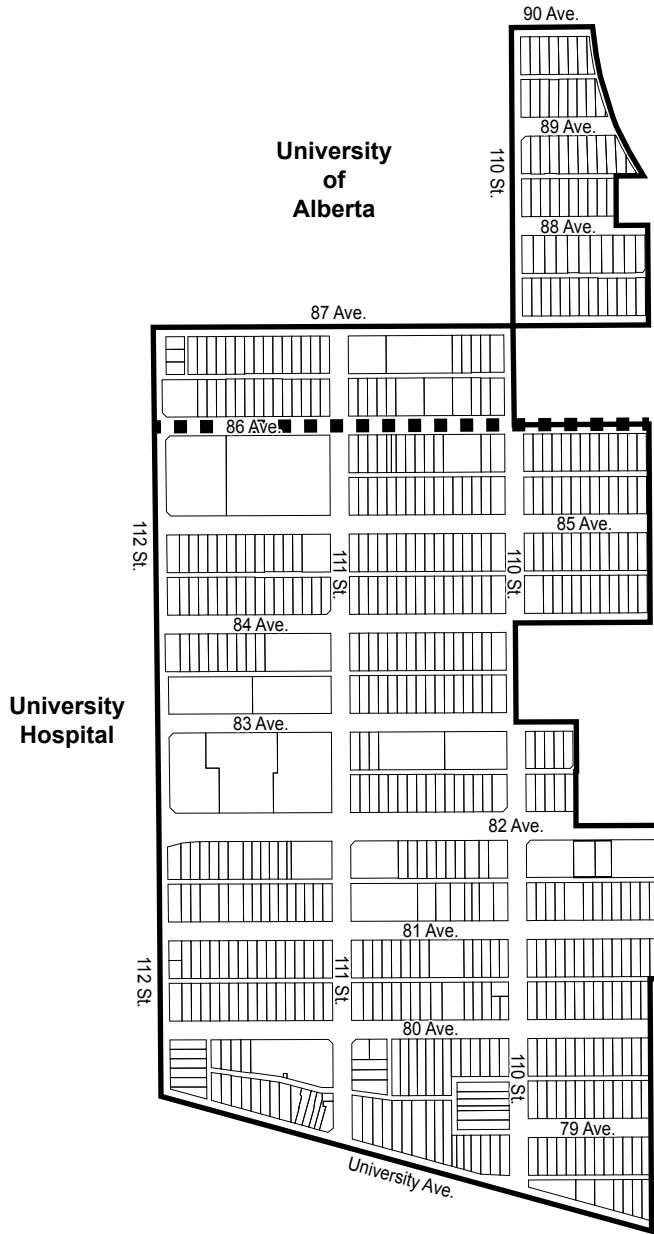 90 Ave.
University
of
Alberta
89 Ave.
110 St.
88 Ave.
87 Ave.
86 Ave.
112 St.
85 Ave.
111 St.
110 St.
84 Ave.
University
Hospital
83 Ave.
82 Ave.
81 Ave.
112 St.
111 St.
80 Ave.
110 St.
79 Ave.
University Ave.